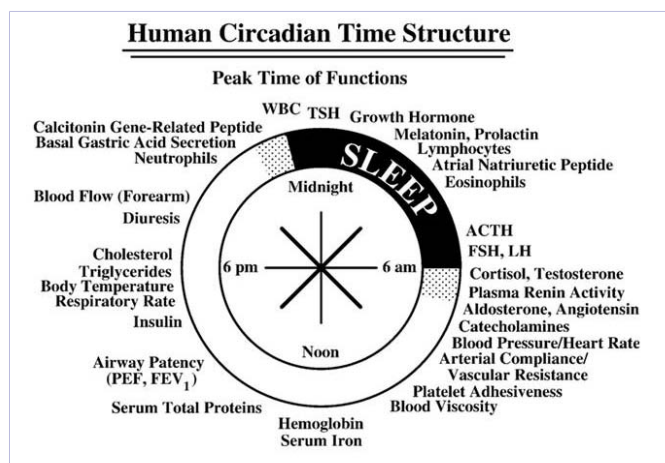 Human Circadian Time Structure
Peak Time of Functions
WBC
TSH
Growth Hormone
Melatonin, Prolactin
Lymphocytes
Atrial Natriuretic Peptide
Eosinophils
ACTH
FSH, LH
Cortisol, Testosterone
Plasma Renin Activity
Aldosterone, Angiotensin
Catecholamines
Blood Pressure/Heart Rate
Arterial Compliance/
Vascular Resistance
Platelet Adhesiveness
Blood Viscosity
Hemoglobin
Serum Iron
Serum Total Proteins
Airway Patency
(PEF, FEV₁)
Insulin
Respiratory Rate
Body Temperature
Triglycerides
Cholesterol
Diuresis
Blood Flow (Forearm)
Neutrophils
Basal Gastric Acid Secretion
Calcitonin Gene-Related Peptide
SLEEP
Midnight
6 pm
6 am
Noon